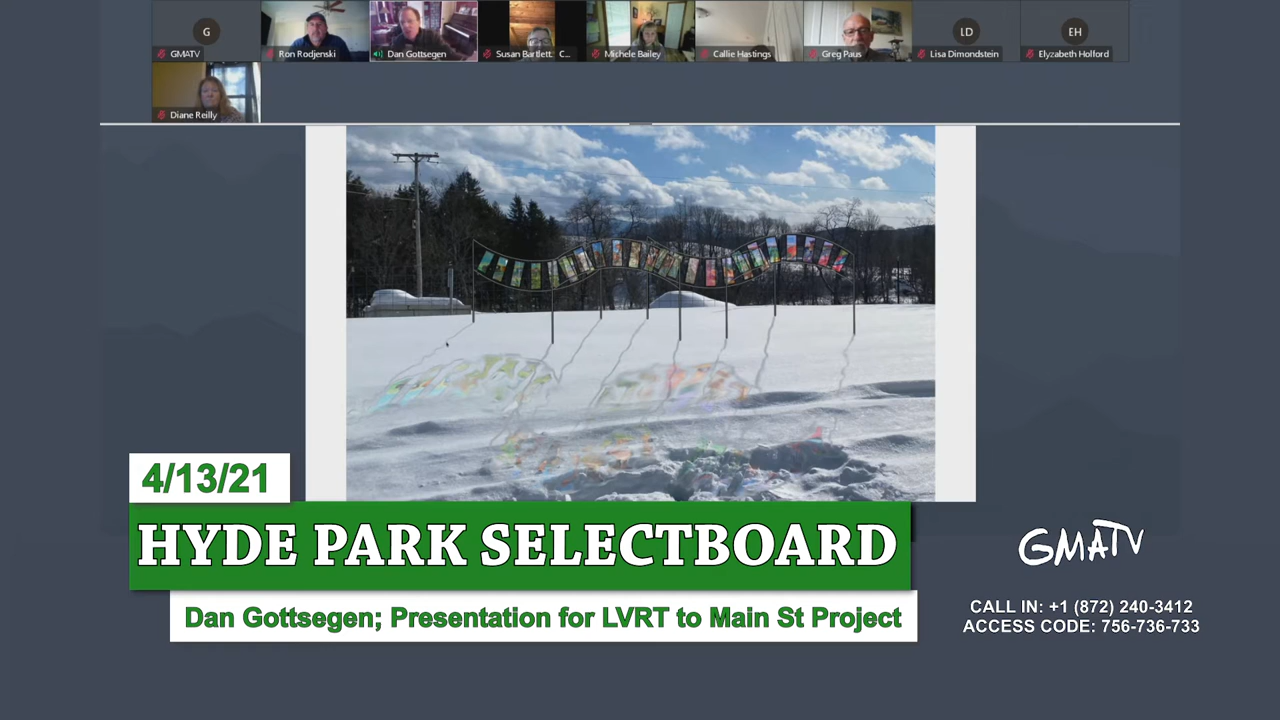 G
LD
EH
GMATV
Ron Rodjenski
Dan Gottsegen
Susan Bartlett, C...
Michele Bailey
Callie Hastings
Greg Paus
Lisa Dimondstein
Elyzabeth Holford
Diane Reilly
4/13/21
HYDE PARK SELECTBOARD
Dan Gottsegen; Presentation for LVRT to Main St Project
GMATV
CALL IN: +1 (872) 240-3412
ACCESS CODE: 756-736-733